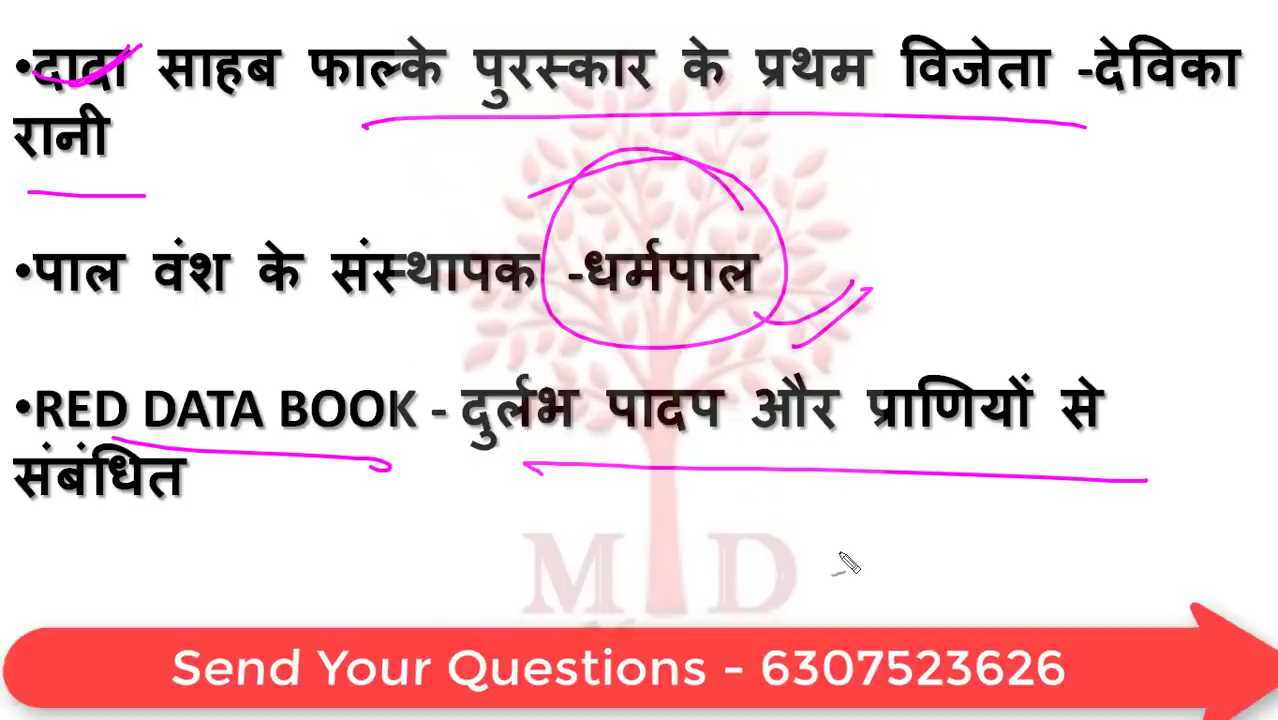 •दादा साहब फाल्के पुरस्कार के प्रथम विजेता -देविका
रानी
•पाल वंश के संस्थापक -धर्मपाल
•RED DATA BOOK - दुर्लभ पादप और प्राणियों से
संबंधित
M D
Send Your Questions - 6307523626